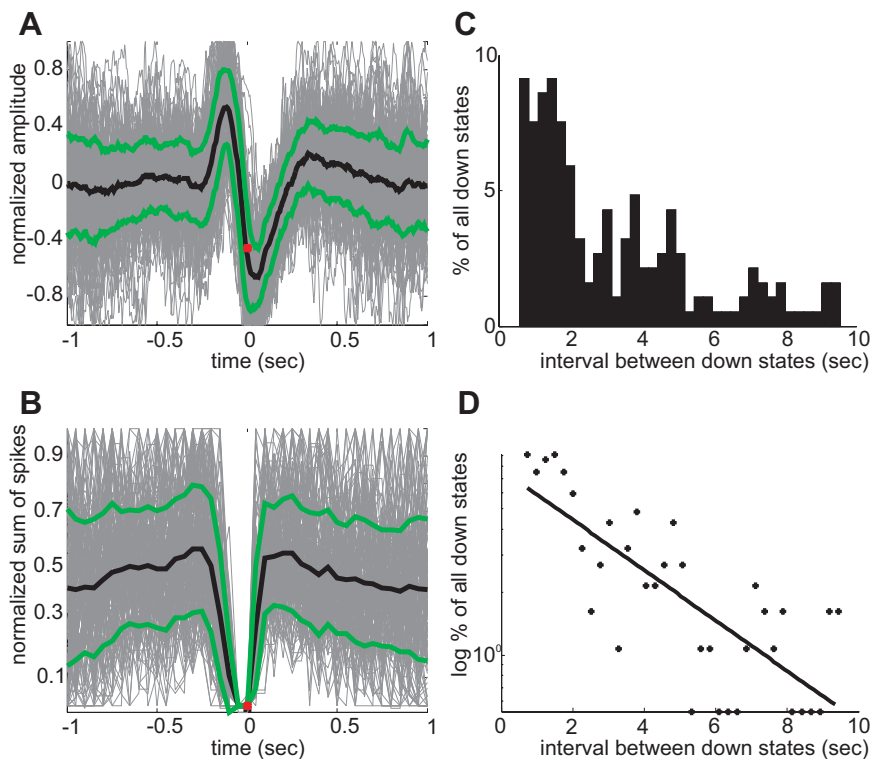 A
normalized amplitude
0.8
0.4
0
-0.4
-0.8
-1 -0.5 0 0.5 1
time (sec)
C
% of all down states
10
5
0
0 2 4 6 8 10
interval between down states (sec)
B
normalized sum of spikes
0.9
0.7
0.5
0.3
0.1
-1 -0.5 0 0.5 1
time (sec)
D
log % of all down states
10^0
0 2 4 6 8 10
interval between down states (sec)